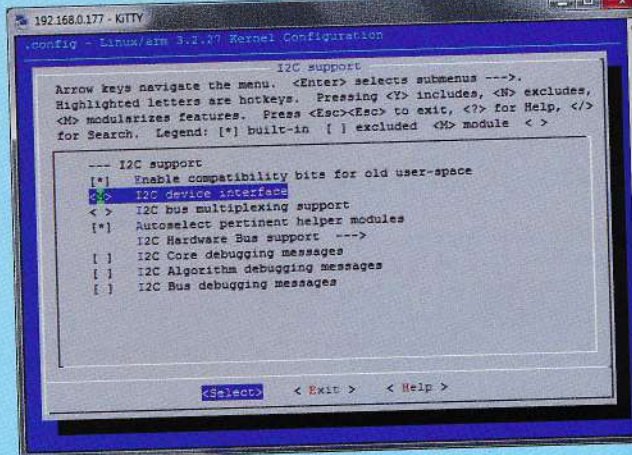 192.168.0.177 - KiTTY
.config - Linux/arm 3.2.27 Kernel Configuration
I2C support
Arrow keys navigate the menu. <Enter> selects submenus --->.
Highlighted letters are hotkeys. Pressing <Y> includes, <N> excludes,
<M> modularizes features. Press <Esc><Esc> to exit, <?> for Help, </>
for Search. Legend: [*] built-in [ ] excluded <M> module < >
--- I2C support
[*] Enable compatibility bits for old user-space
< > I2C device interface
< > I2C bus multiplexing support
[*] Autoselect pertinent helper modules
I2C Hardware Bus support --->
[ ] I2C Core debugging messages
[ ] I2C Algorithm debugging messages
[ ] I2C Bus debugging messages
<Select> < Exit > < Help >